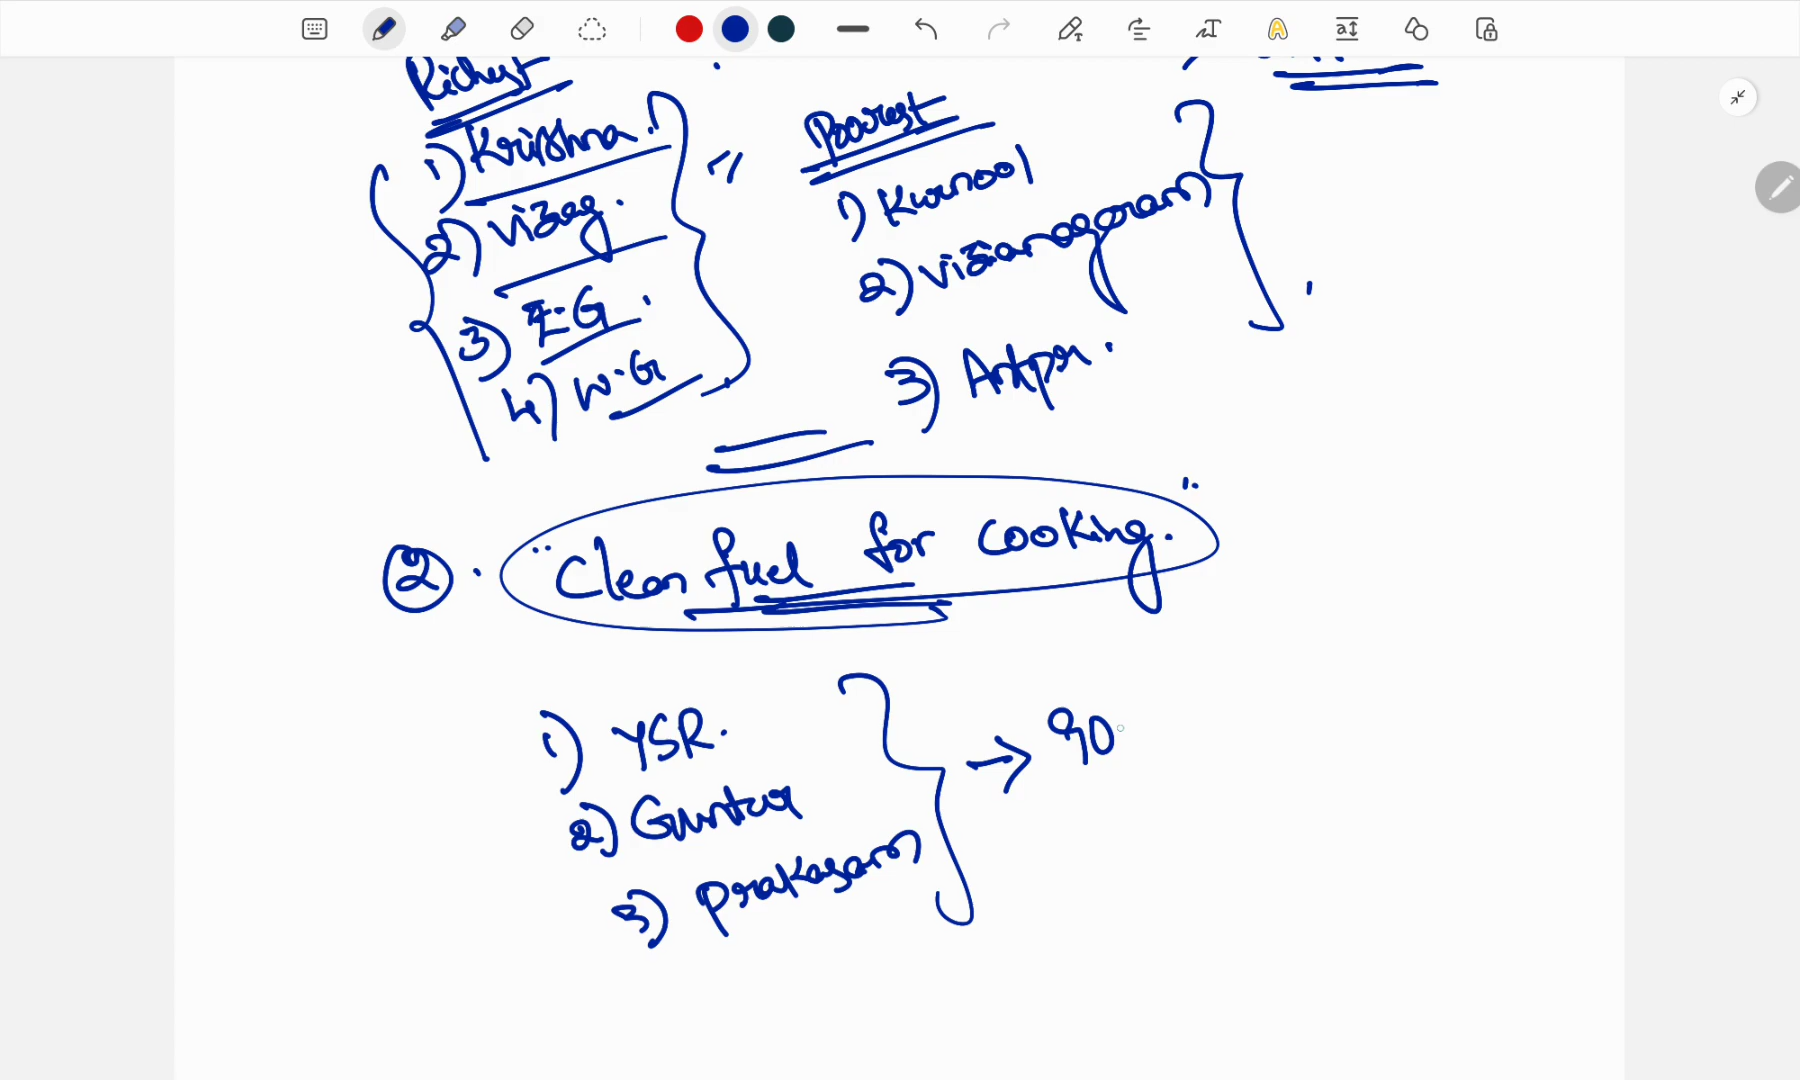 Richest
1) Krishna.
2) Vizag.
3) E.G.
4) W.G
Poorest
1) Kurnool
2) Vizianagaram
3) Antpr.
2. "Clean fuel for cooking."
1) YSR.
2) Guntur
3) Prakasam
→ 90